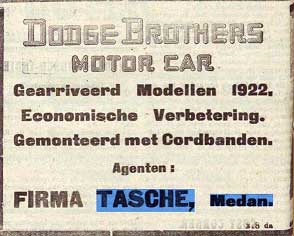 DODGE BROTHERS
MOTOR CAR
Gearriveerd Modellen 1922.
Economische Verbetering.
Gemonteerd met Cordbanden.
Agenten:
FIRMA TASCHE, Medan.